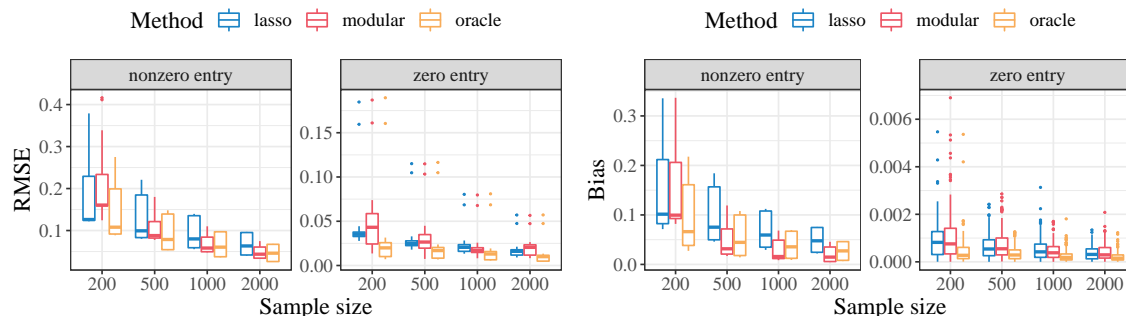 Method lasso modular oracle
nonzero entry zero entry
RMSE
0.4
0.3
0.2
0.1
0.15
0.10
0.05
0.00
200 500 1000 2000 200 500 1000 2000
Sample size
Method lasso modular oracle
nonzero entry zero entry
Bias
0.3
0.2
0.1
0.0
0.006
0.004
0.002
0.000
200 500 1000 2000 200 500 1000 2000
Sample size